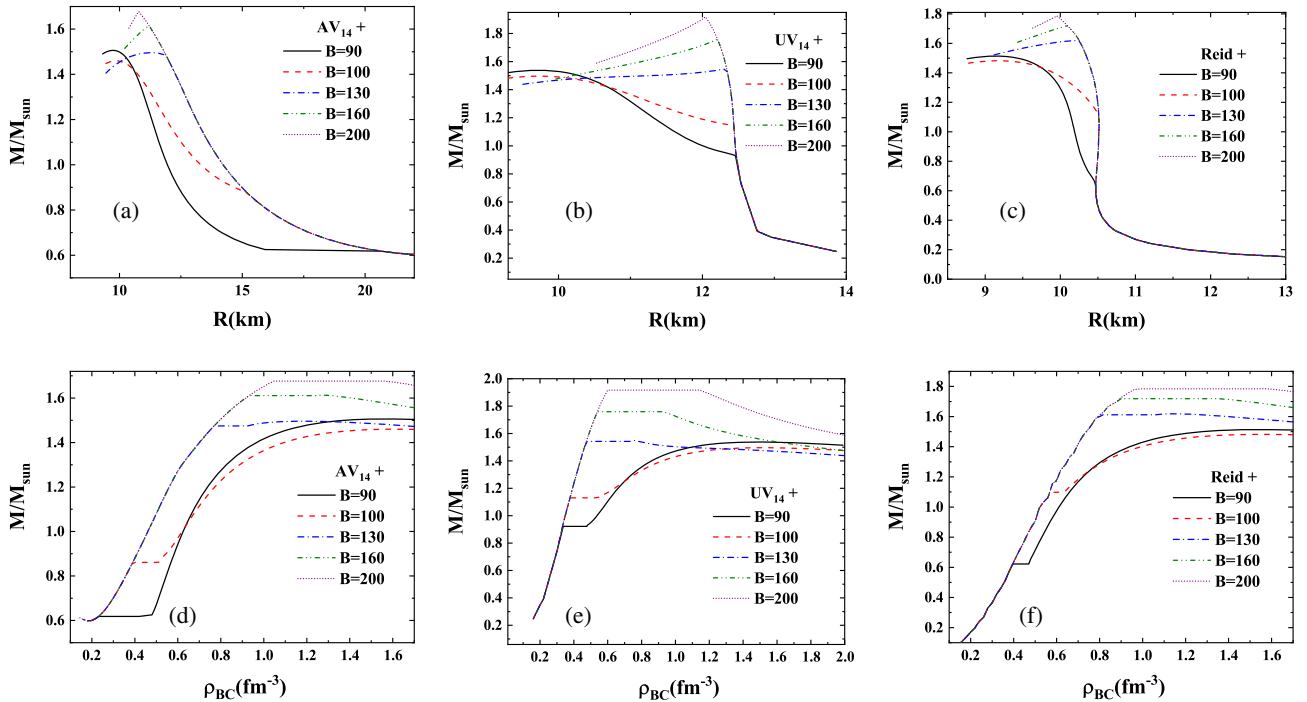 1.6
1.4
1.2
1.0
0.8
0.6
M/M_sun
AV₁₄ +
B=90
B=100
B=130
B=160
B=200
(a)
10
15
20
R(km)
1.8
1.6
1.4
1.2
1.0
0.8
0.6
0.4
0.2
M/M_sun
UV₁₄ +
B=90
B=100
B=130
B=160
B=200
(b)
10
12
14
R(km)
1.8
1.6
1.4
1.2
1.0
0.8
0.6
0.4
0.2
0.0
M/M_sun
Reid +
B=90
B=100
B=130
B=160
B=200
(c)
9
10
11
12
13
R(km)
1.6
1.4
1.2
1.0
0.8
0.6
M/M_sun
AV₁₄ +
B=90
B=100
B=130
B=160
B=200
(d)
0.2
0.4
0.6
0.8
1.0
1.2
1.4
1.6
ρ_BC(fm⁻³)
2.0
1.8
1.6
1.4
1.2
1.0
0.8
0.6
0.4
0.2
M/M_sun
UV₁₄ +
B=90
B=100
B=130
B=160
B=200
(e)
0.2
0.4
0.6
0.8
1.0
1.2
1.4
1.6
1.8
2.0
ρ_BC(fm⁻³)
1.8
1.6
1.4
1.2
1.0
0.8
0.6
0.4
0.2
M/M_sun
Reid +
B=90
B=100
B=130
B=160
B=200
(f)
0.2
0.4
0.6
0.8
1.0
1.2
1.4
1.6
ρ_BC(fm⁻³)